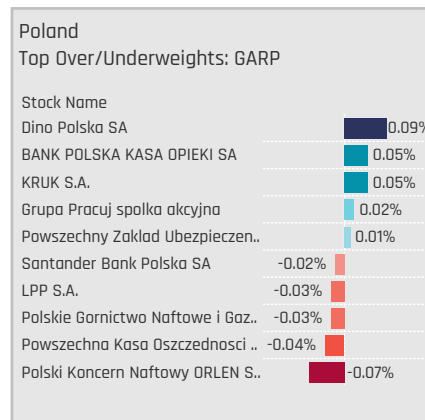 Poland
Top Over/Underweights: GARP
Stock Name
Dino Polska SA 0.09%
BANK POLSKA KASA OPIEKI SA 0.05%
KRUK S.A. 0.05%
Grupa Pracuj spolka akcyjna 0.02%
Powszechny Zaklad Ubezpieczen.. 0.01%
Santander Bank Polska SA -0.02%
LPP S.A. -0.03%
Polskie Gornictwo Naftowe i Gaz.. -0.03%
Powszechna Kasa Oszczednosci .. -0.04%
Polski Koncern Naftowy ORLEN S.. -0.07%